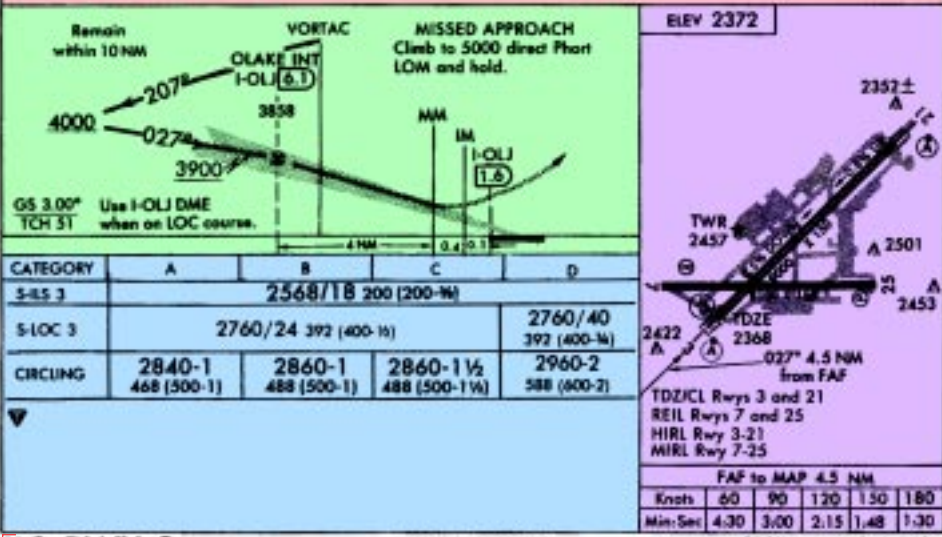 Remain
within 10 NM
VORTAC
MISSED APPROACH
Climb to 5000 direct Phort
LOM and hold.
OLAKE INT
I-OLJ 6.1
207°
3858
4000
027°
3900
MM
IM
I-OLJ
1.6
GS 3.00°
TCH 51
Use I-OLJ DME
when on LOC course.
4 NM
0.4
0.1
CATEGORY A B C D
S-ILS 3 2568/18 200 (200-½)
S-LOC 3 2760/24 392 (400-½) 2760/40 392 (400-¾)
CIRCLING 2840-1 468 (500-1) 2860-1 488 (500-1) 2860-1½ 488 (500-1½) 2960-2 588 (600-2)
ELEV 2372
2352±
21
TWR
2457
2501
25
2453
7
2422
TDZE
2368
027° 4.5 NM
from FAF
TDZ/CL Rwys 3 and 21
REIL Rwys 7 and 25
HIRL Rwy 3-21
MIRL Rwy 7-25
FAF to MAP 4.5 NM
Knots 60 90 120 150 180
Min:Sec 4:30 3:00 2:15 1:48 1:30